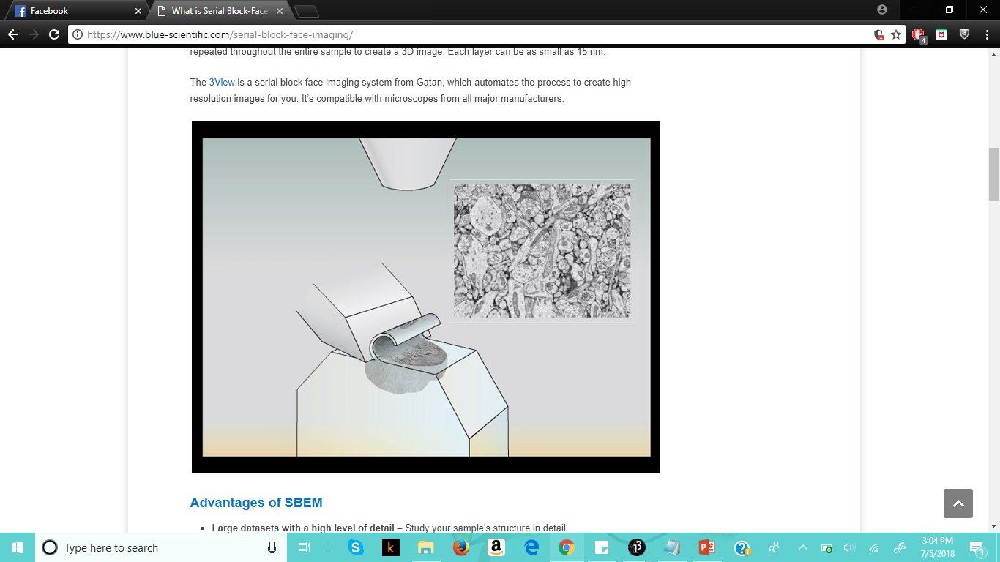 Facebook
What is Serial Block-Face
https://www.blue-scientific.com/serial-block-face-imaging/
4
repeated throughout the entire sample to create a 3D image. Each layer can be as small as 15 nm.
The 3View is a serial block face imaging system from Gatan, which automates the process to create high
resolution images for you. It's compatible with microscopes from all major manufacturers.
Advantages of SBEM
Large datasets with a high level of detail – Study your sample's structure in detail.
Type here to search
3:04 PM
7/5/2018
3